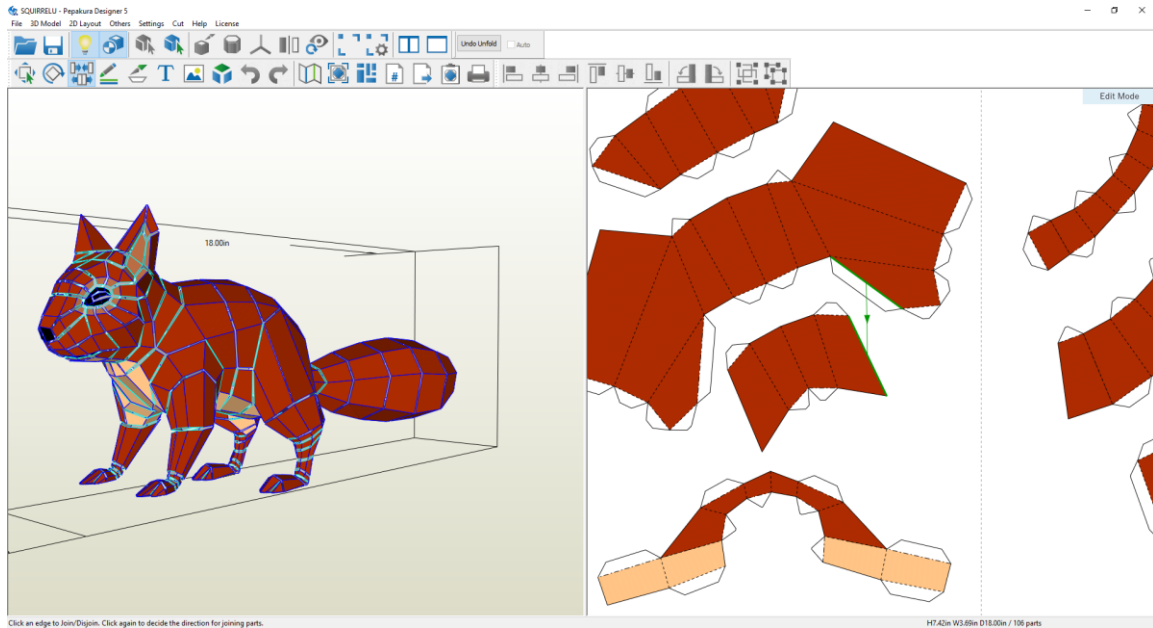 SQUIRRELU - Pepakura Designer 5
File 3D Model 2D Layout Others Settings Cut Help License
Undo Unfold Auto
T #
Edit Mode
18.00in
Click an edge to Join/Disjoin. Click again to decide the direction for joining parts.
H7.42in W3.69in D18.00in / 106 parts